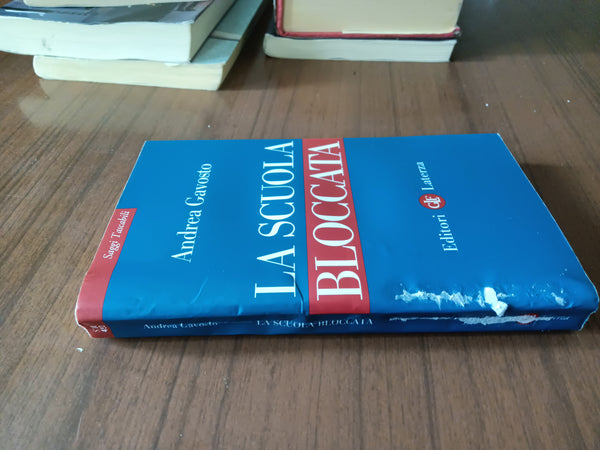 Saggi Tascabili
Andrea Gavosto
LA SCUOLA
BLOCCATA
Editori Laterza
Andrea Gavosto
LA SCUOLA BLOCCATA